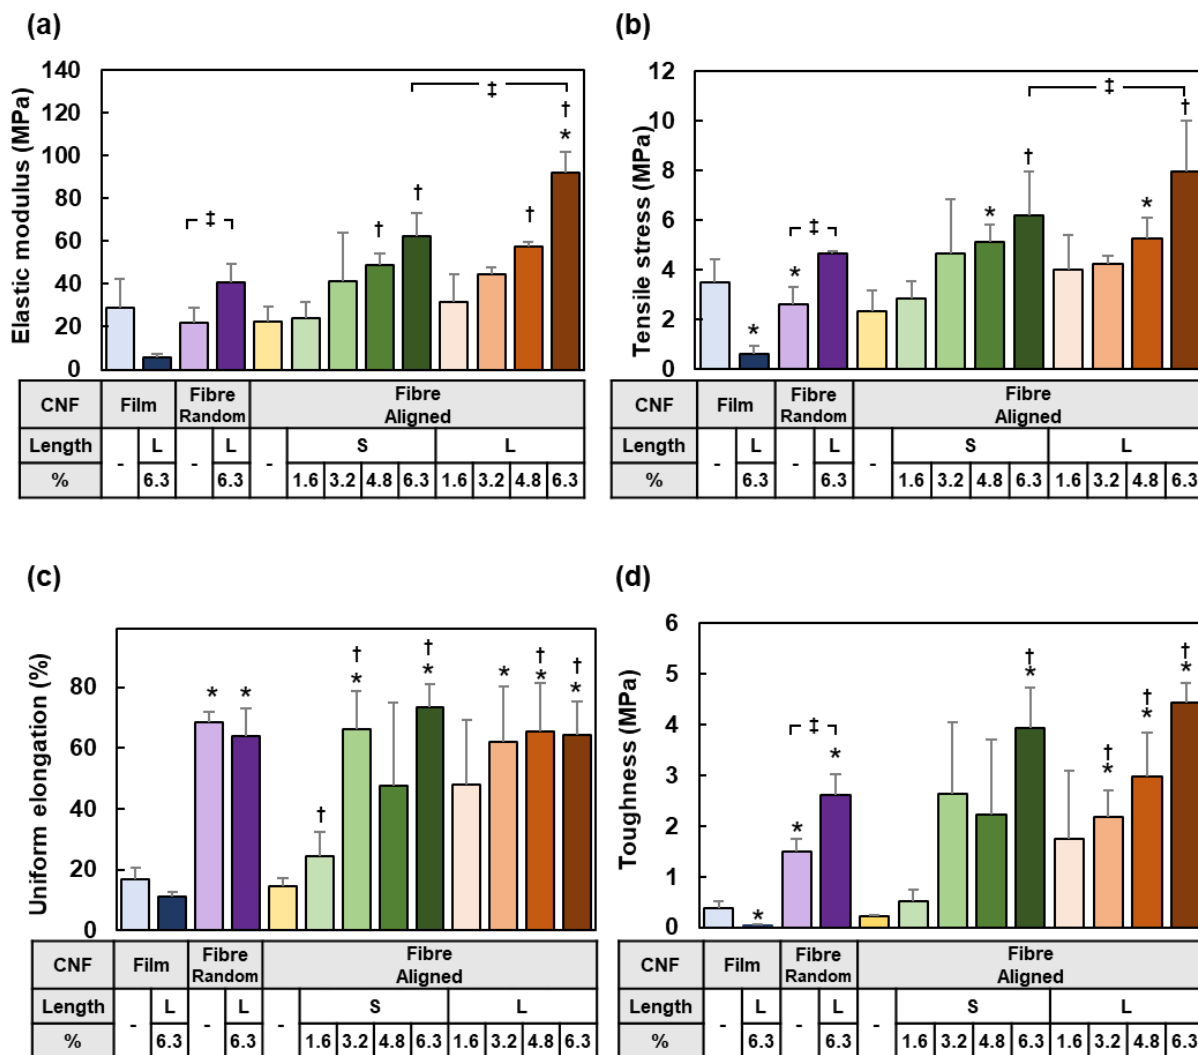 (a)
Elastic modulus (MPa)
140
120
100
80
60
40
20
0
‡
† † † † *
‡
CNF Film Fibre Random Fibre Aligned
Length - L - L - S L
% 6.3 6.3 1.6 3.2 4.8 6.3 1.6 3.2 4.8 6.3
(b)
Tensile stress (MPa)
12
10
8
6
4
2
0
* * ‡ * † * †
‡
CNF Film Fibre Random Fibre Aligned
Length - L - L - S L
% 6.3 6.3 1.6 3.2 4.8 6.3 1.6 3.2 4.8 6.3
(c)
Uniform elongation (%)
80
60
40
20
0
* * † † * † * * † * † *
CNF Film Fibre Random Fibre Aligned
Length - L - L - S L
% 6.3 6.3 1.6 3.2 4.8 6.3 1.6 3.2 4.8 6.3
(d)
Toughness (MPa)
6
5
4
3
2
1
0
* * ‡ * † * † * † * † *
CNF Film Fibre Random Fibre Aligned
Length - L - L - S L
% 6.3 6.3 1.6 3.2 4.8 6.3 1.6 3.2 4.8 6.3